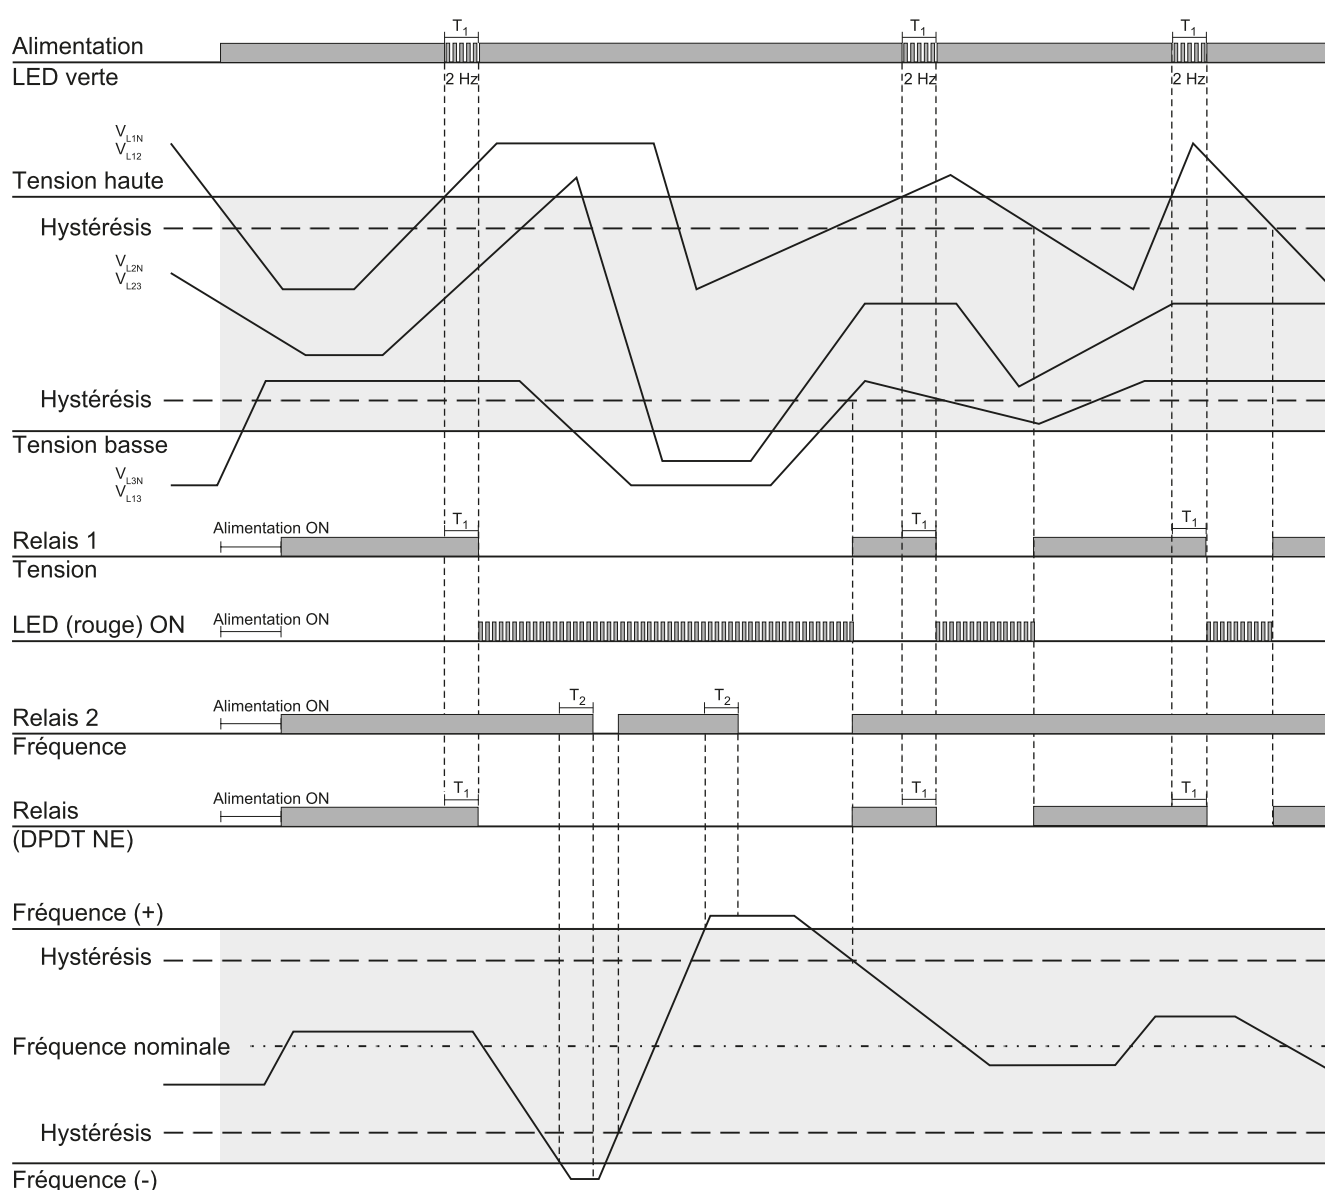 T1 T1 T1
Alimentation
LED verte
2 Hz 2 Hz 2 Hz
VL1N
VL12
Tension haute
Hystérésis
VL2N
VL23
Hystérésis
Tension basse
VL3N
VL13
T1 T1 T1
Alimentation ON
Relais 1
Tension
Alimentation ON
LED (rouge) ON
T2 T2
Alimentation ON
Relais 2
Fréquence
T1 T1 T1
Alimentation ON
Relais
(DPDT NE)
Fréquence (+)
Hystérésis
Fréquence nominale
Hystérésis
Fréquence (-)